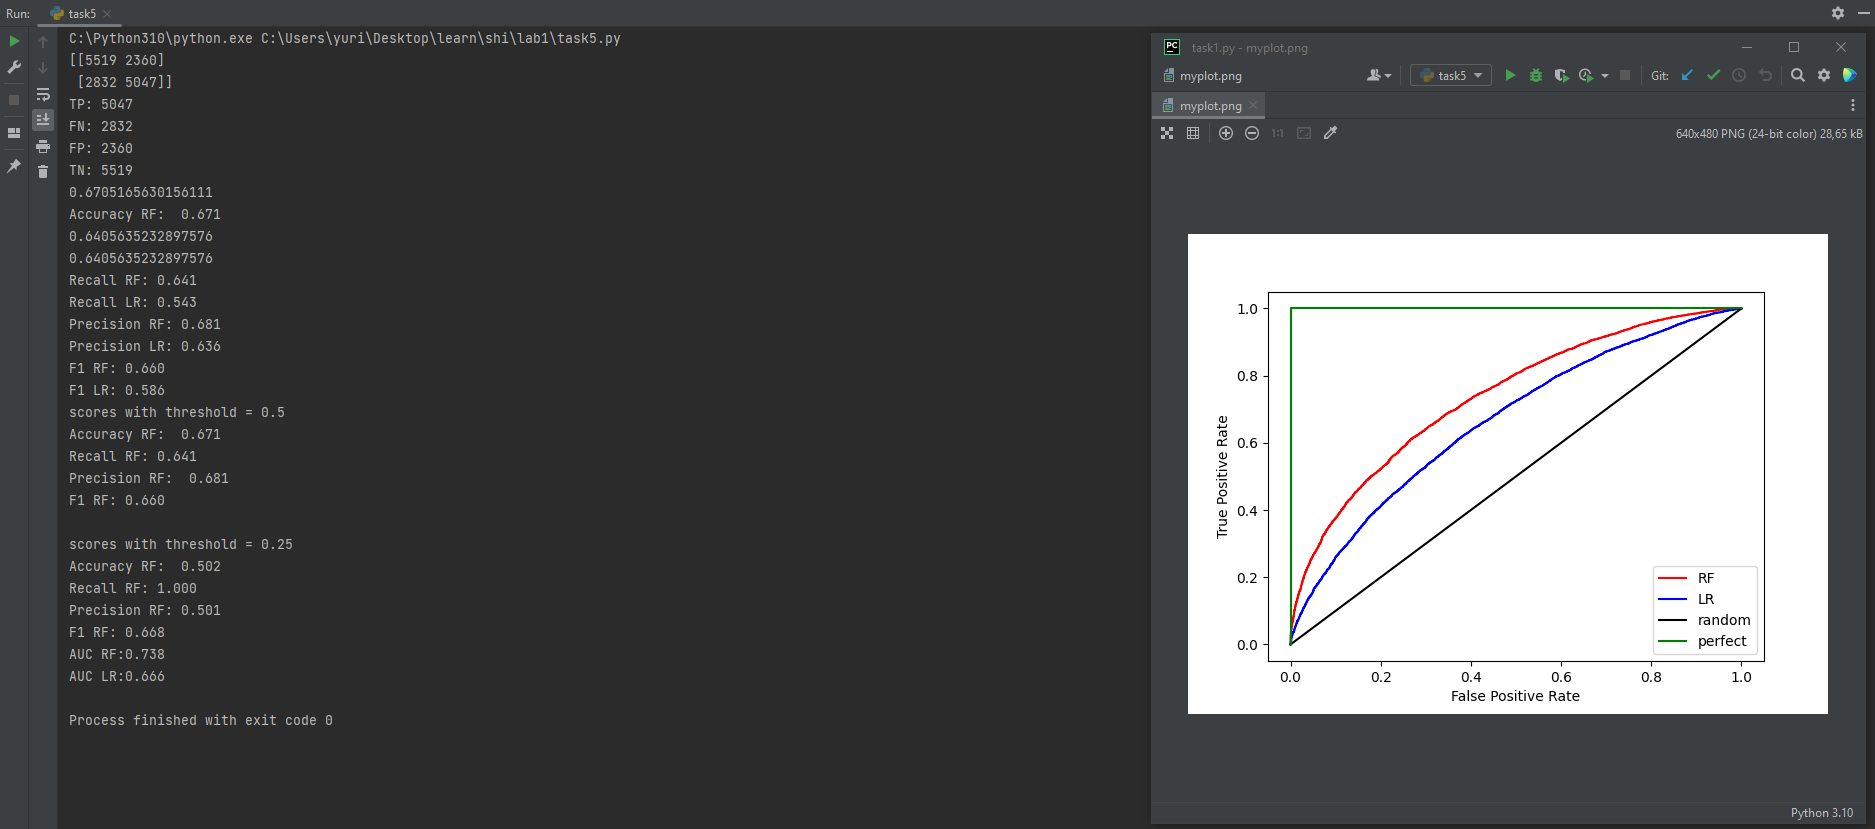 Run: task5
C:\Python310\python.exe C:\Users\yuri\Desktop\learn\shi\lab1\task5.py
[[5519 2360]
[2832 5047]]
TP: 5047
FN: 2832
FP: 2360
TN: 5519
0.6705165630156111
Accuracy RF:  0.671
0.6405635232897576
0.6405635232897576
Recall RF: 0.641
Recall LR: 0.543
Precision RF: 0.681
Precision LR: 0.636
F1 RF: 0.660
F1 LR: 0.586
scores with threshold = 0.5
Accuracy RF:  0.671
Recall RF: 0.641
Precision RF:  0.681
F1 RF: 0.660
scores with threshold = 0.25
Accuracy RF:  0.502
Recall RF: 1.000
Precision RF: 0.501
F1 RF: 0.668
AUC RF:0.738
AUC LR:0.666
Process finished with exit code 0
PC task1.py - myplot.png
myplot.png task5 Git:
myplot.png
1:1 640x480 PNG (24-bit color) 28,65 kB
1.0
0.8
0.6
0.4
0.2
0.0
True Positive Rate
RF
LR
random
perfect
0.0 0.2 0.4 0.6 0.8 1.0
False Positive Rate
Python 3.10